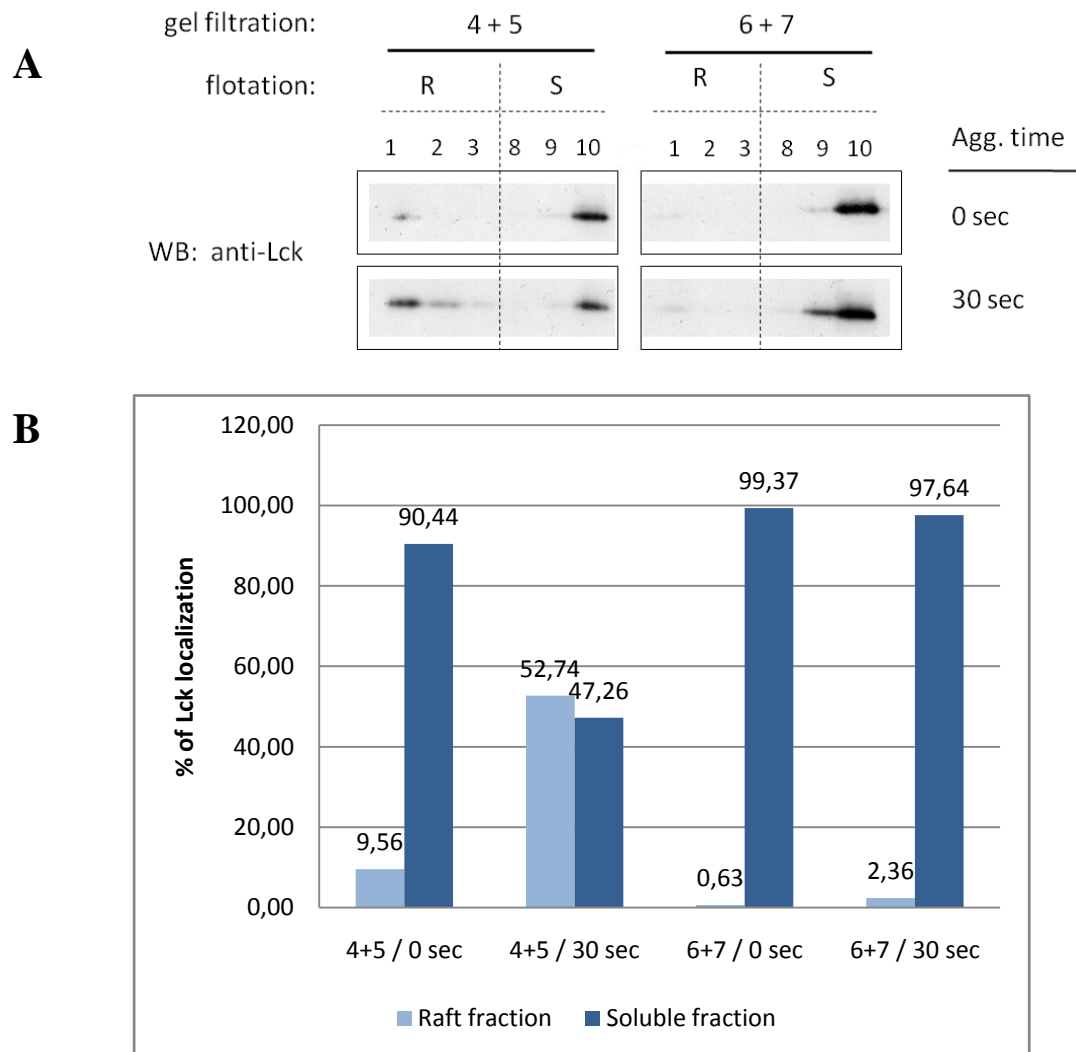 gel filtration: 4 + 5 6 + 7
A
flotation: R S R S
1 2 3 8 9 10 1 2 3 8 9 10
Agg. time
0 sec
WB: anti-Lck
30 sec
B
120,00
100,00
80,00
60,00
40,00
20,00
0,00
% of Lck localization
9,56
90,44
52,74
47,26
0,63
99,37
2,36
97,64
4+5 / 0 sec 4+5 / 30 sec 6+7 / 0 sec 6+7 / 30 sec
Raft fraction Soluble fraction